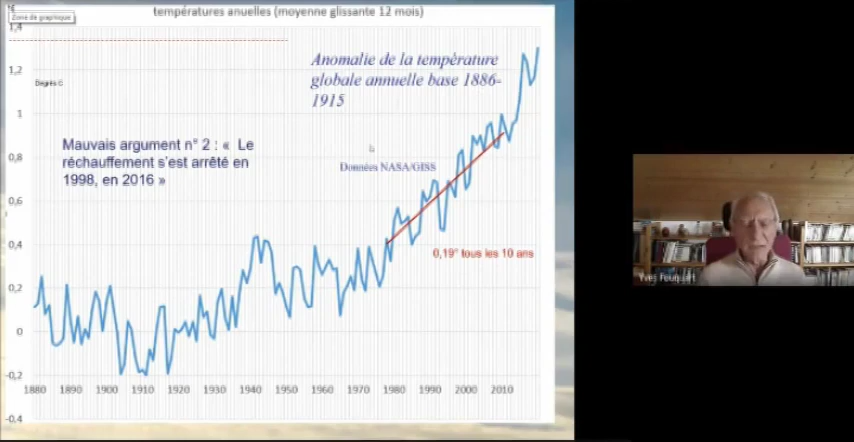 Zone de graphique
températures anuelles (moyenne glissante 12 mois)
1,4
Anomalie de la température
globale annuelle base 1886-
1915
1,2
Degrés C
1
Mauvais argument n° 2 : « Le
réchauffement s'est arrêté en
1998, en 2016 »
Données NASA/GISS
0,8
0,6
0,4
0,19° tous les 10 ans
0,2
0
-0,2
1880 1890 1900 1910 1920 1930 1940 1950 1960 1970 1980 1990 2000 2010
-0,4
Yves Fouquart